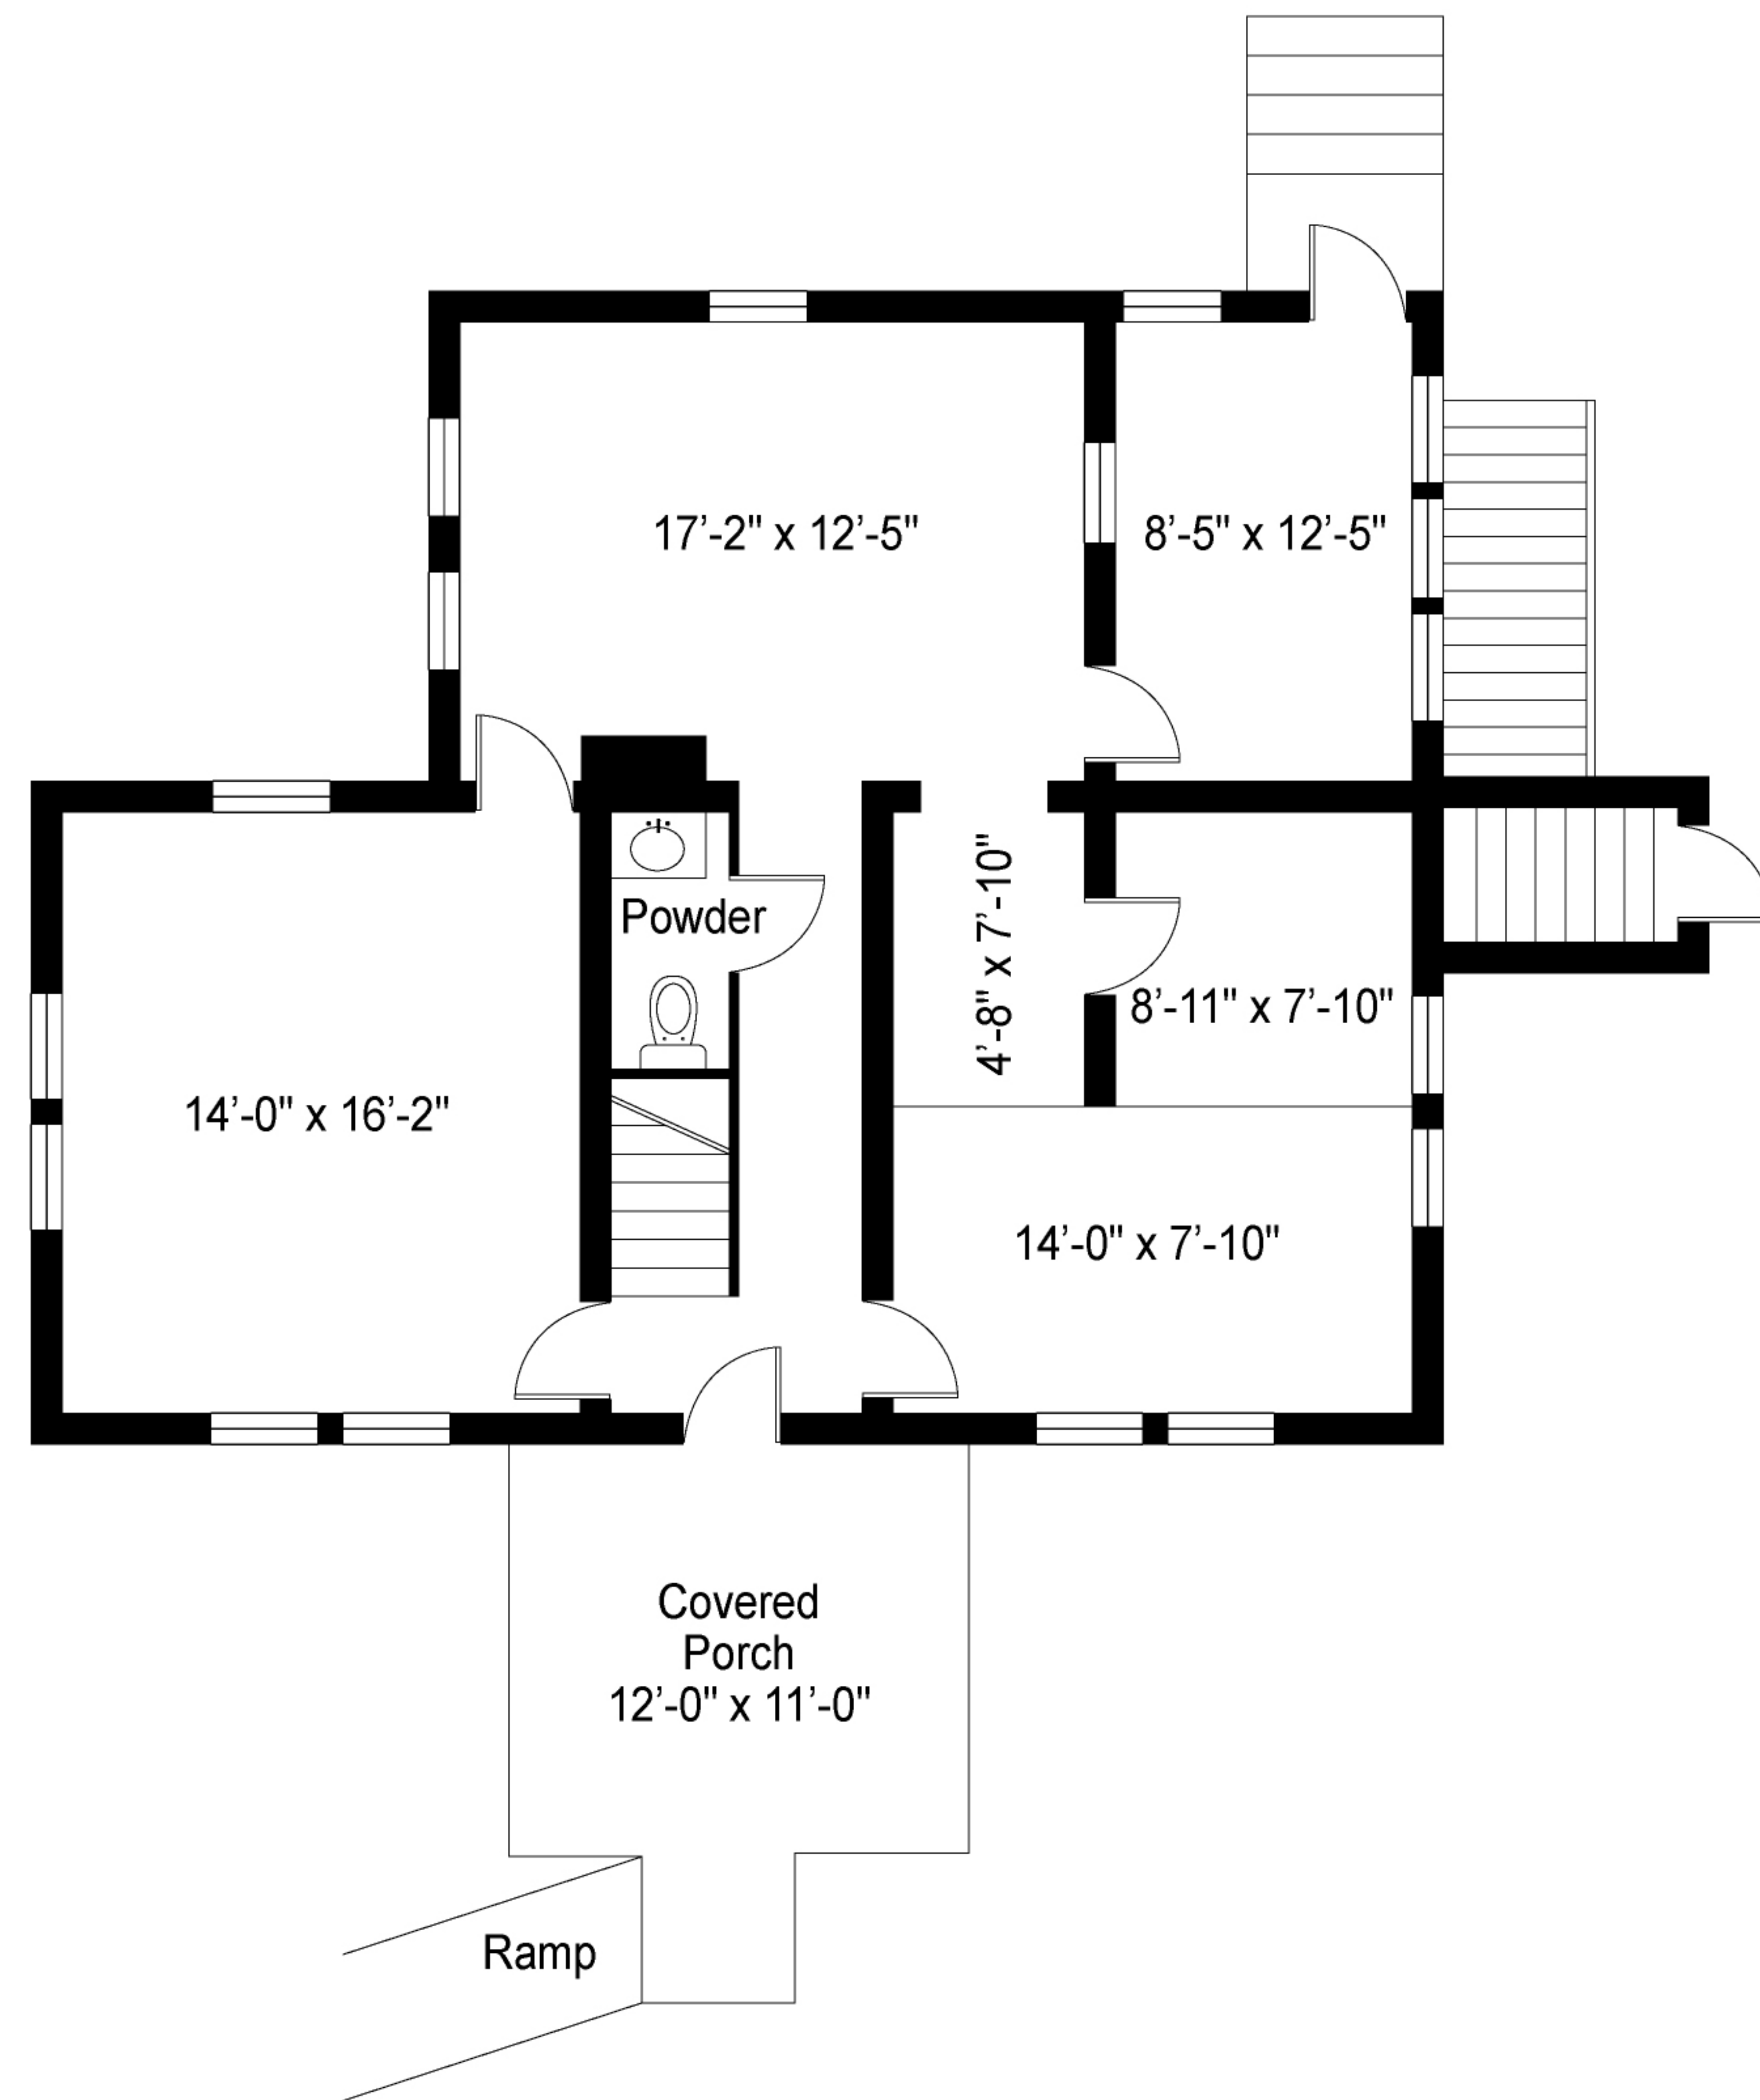 17’-2" x 12’-5"
8’-5" x 12’-5"
4’-8" x 7’-10"
Powder
8’-11" x 7’-10"
14’-0" x 16’-2"
14’-0" x 7’-10"
Covered
Porch
12’-0" x 11’-0"
Ramp